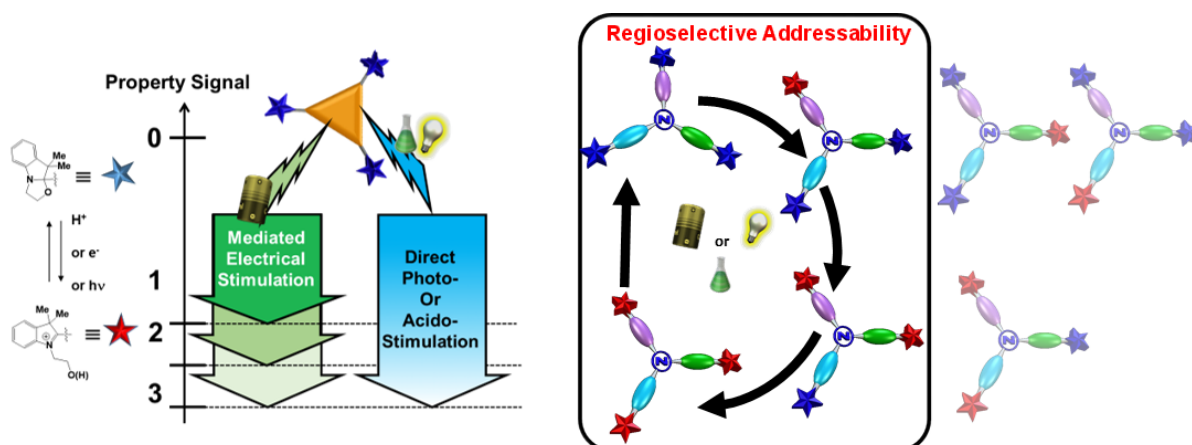 Property Signal
0
1
2
3
Me
Me
N
O
≡
H⁺
or e⁻
or hν
Me
Me
+
N
O(H)
≡
Mediated
Electrical
Stimulation
Direct
Photo-
Or
Acido-
Stimulation
Regioselective Addressability
N
N
N
N
or
N
N
N